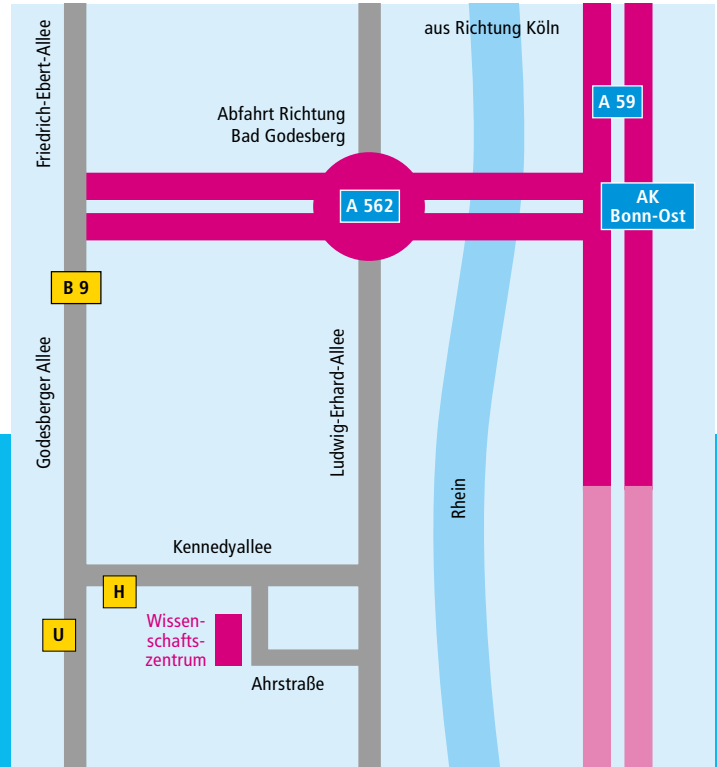 aus Richtung Köln
Friedrich-Ebert-Allee
A 59
Abfahrt Richtung
Bad Godesberg
A 562
AK
Bonn-Ost
B 9
Godesberger Allee
Ludwig-Erhard-Allee
Rhein
Kennedyallee
H
U
Wissen-
schafts-
zentrum
Ahrstraße